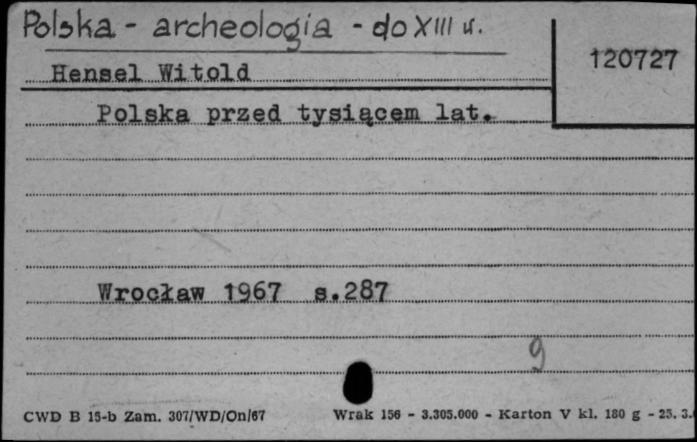 Polska - archeologia - do XIII w.
120727
Hensel Witold
Polska przed tysiącem lat.
Wrocław 1967 s.287
9
CWD B 15-b Zam. 307/WD/On/67 Wrak 156 - 3.305.000 - Karton V kl. 180 g - 25. 3.